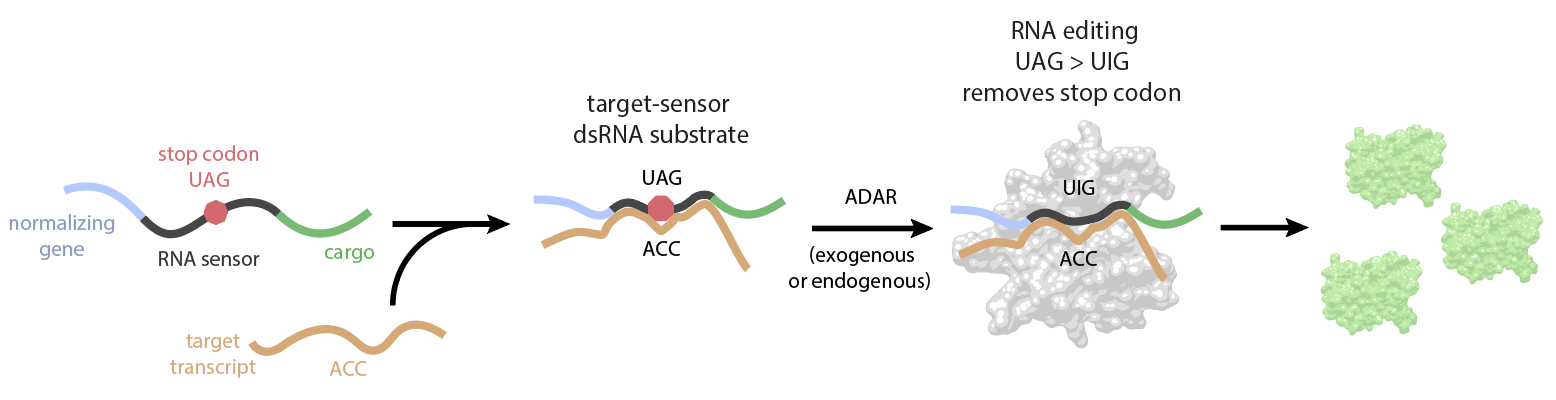 stop codon
UAG
normalizing
gene
RNA sensor
cargo
target
transcript
ACC
target-sensor
dsRNA substrate
UAG
ACC
ADAR
(exogenous
or endogenous)
RNA editing
UAG > UIG
removes stop codon
UIG
ACC